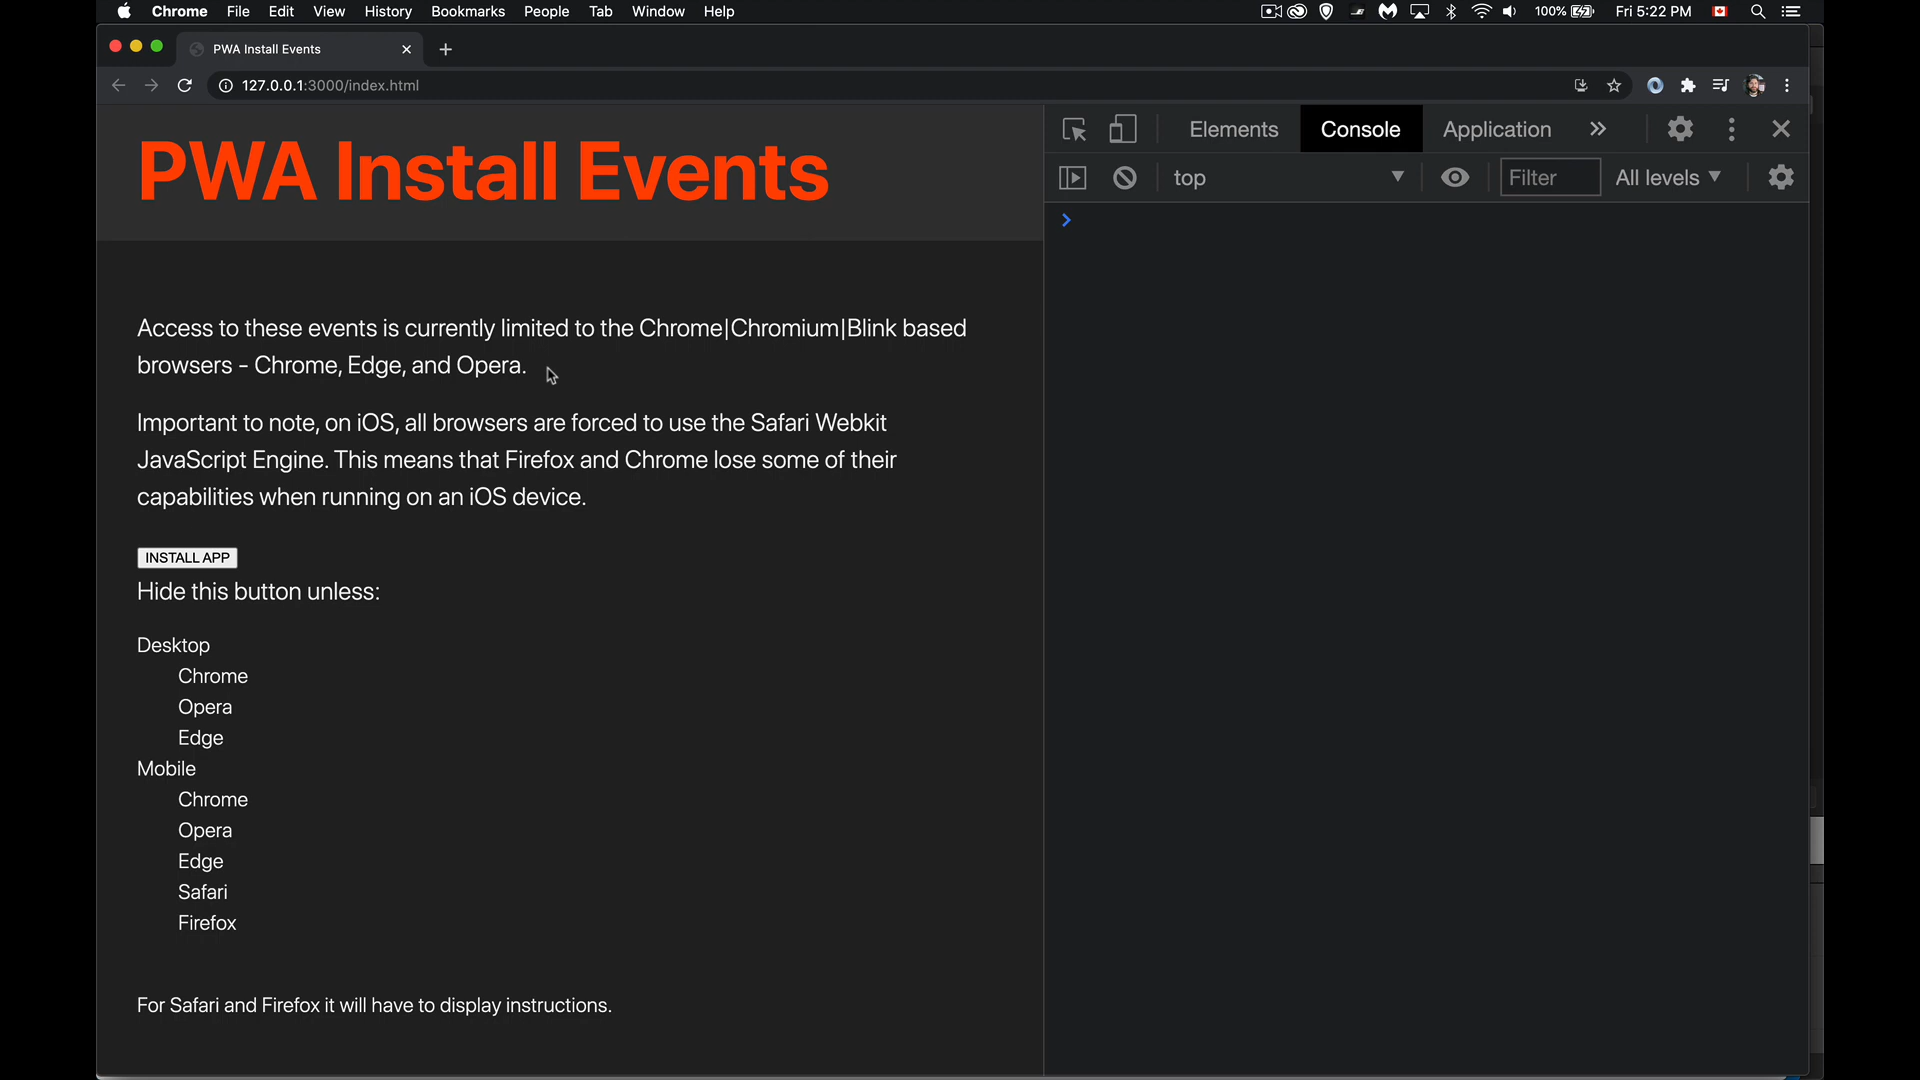 Chrome File Edit View History Bookmarks People Tab Window Help 100% Fri 5:22 PM
PWA Install Events
127.0.0.1:3000/index.html
PWA Install Events
Elements Console Application
top Filter All levels
Access to these events is currently limited to the Chrome|Chromium|Blink based
browsers - Chrome, Edge, and Opera.
Important to note, on iOS, all browsers are forced to use the Safari Webkit
JavaScript Engine. This means that Firefox and Chrome lose some of their
capabilities when running on an iOS device.
INSTALL APP
Hide this button unless:
Desktop
Chrome
Opera
Edge
Mobile
Chrome
Opera
Edge
Safari
Firefox
For Safari and Firefox it will have to display instructions.